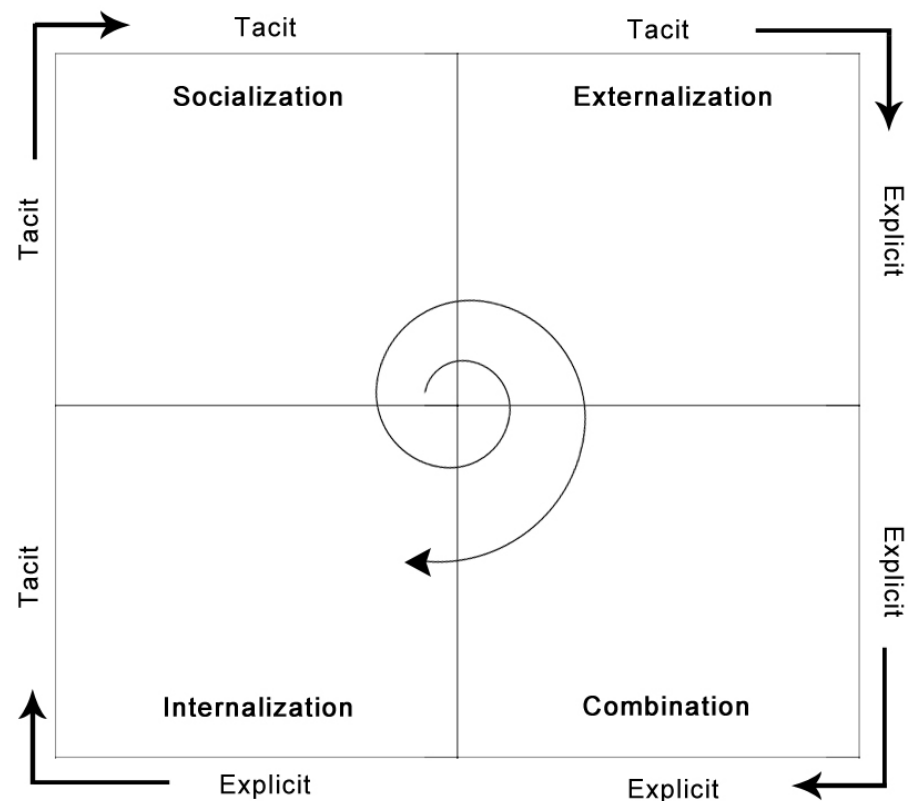 Tacit
Tacit
Socialization
Externalization
Tacit
Explicit
Tacit
Explicit
Internalization
Combination
Explicit
Explicit